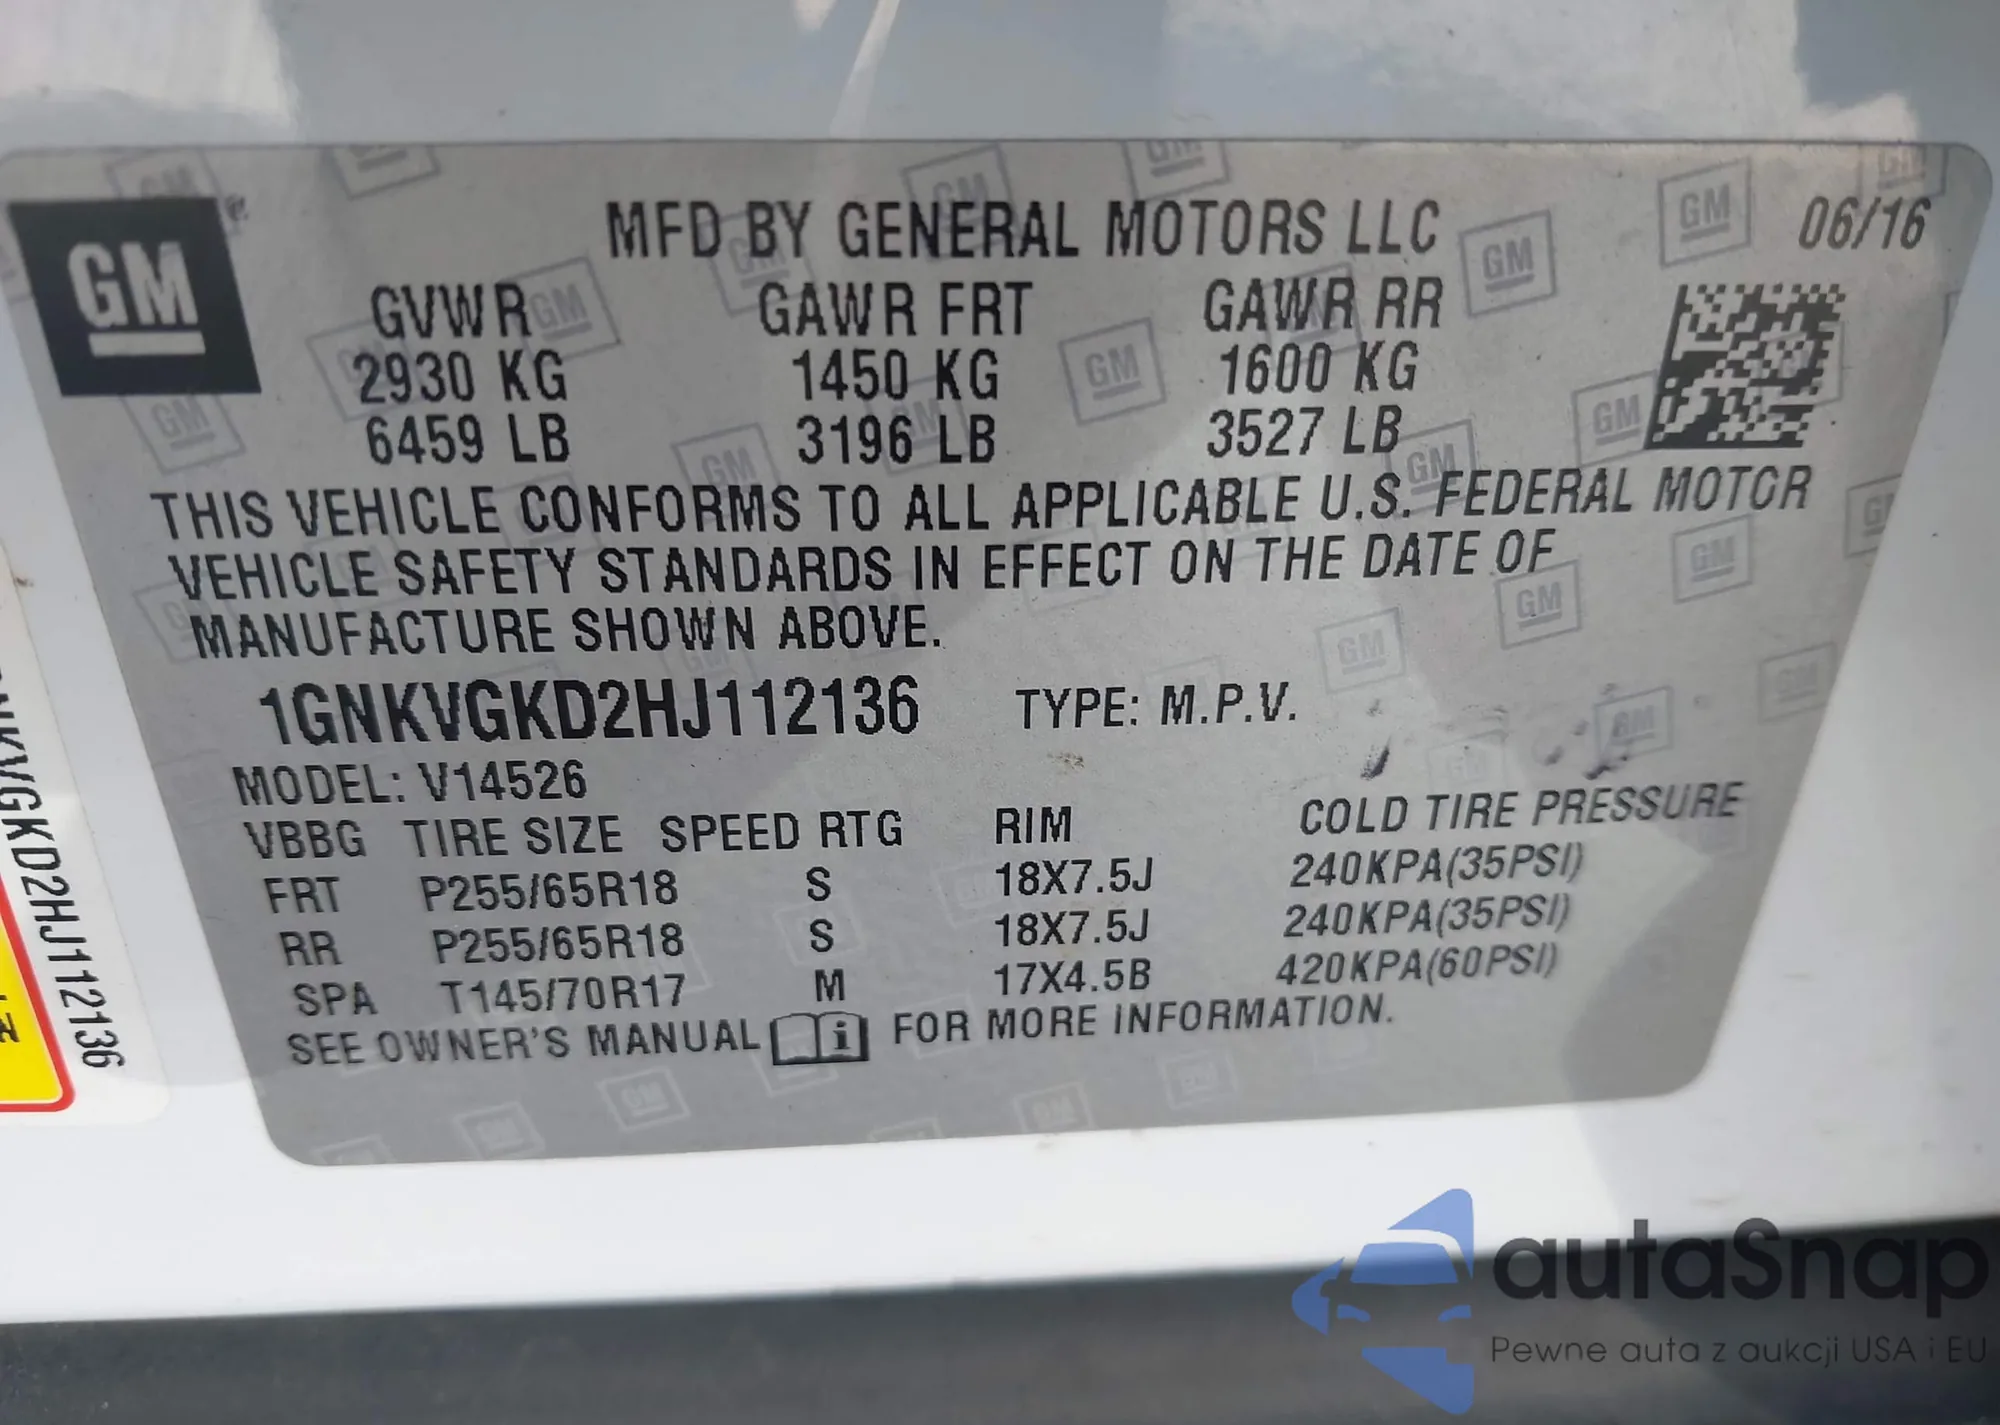 GM
MFD BY GENERAL MOTORS LLC 06/16
GVWR GAWR FRT GAWR RR
2930 KG 1450 KG 1600 KG
6459 LB 3196 LB 3527 LB
THIS VEHICLE CONFORMS TO ALL APPLICABLE U.S. FEDERAL MOTOR
VEHICLE SAFETY STANDARDS IN EFFECT ON THE DATE OF
MANUFACTURE SHOWN ABOVE.
1GNKVGKD2HJ112136 TYPE: M.P.V.
MODEL: V14526
VBBG TIRE SIZE SPEED RTG RIM COLD TIRE PRESSURE
FRT P255/65R18 S 18X7.5J 240KPA(35PSI)
RR P255/65R18 S 18X7.5J 240KPA(35PSI)
SPA T145/70R17 M 17X4.5B 420KPA(60PSI)
SEE OWNER'S MANUAL i FOR MORE INFORMATION.
NKVGKD2HJ112136
autaSnap
Pewne auta z aukcji USA i EU